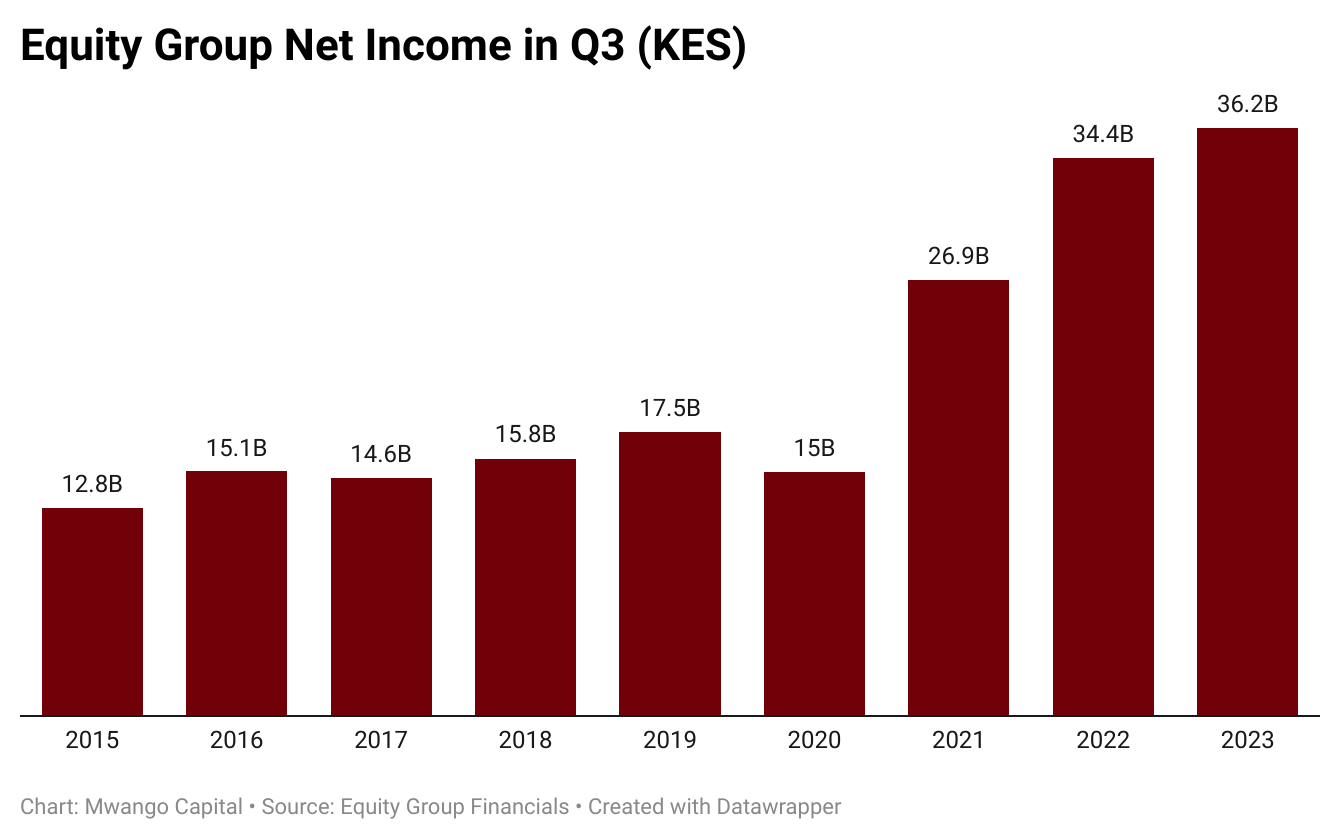 Equity Group Net Income in Q3 (KES)
12.8B
15.1B
14.6B
15.8B
17.5B
15B
26.9B
34.4B
36.2B
2015 2016 2017 2018 2019 2020 2021 2022 2023
Chart: Mwango Capital • Source: Equity Group Financials • Created with Datawrapper